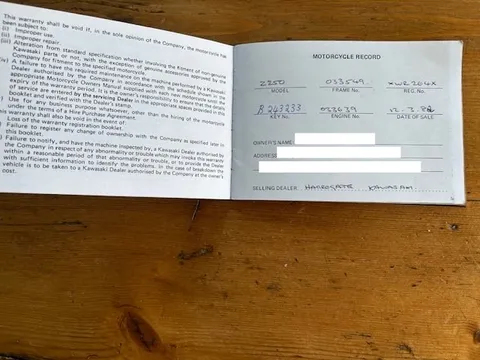 This warranty shall be void if, in the sole opinion of the Company, the motorcycle has
been subject to:
(i) Improper use.
(ii) Improper repair.
(iii) Alteration from standard specification whether involving the fitment of non-genuine
Kawasaki parts or not, with the exception of genuine accessories approved by the
Company for fitment to the specified motorcycle.
(iv) A failure to have the required maintenance on the machine performed by a Kawasaki
Dealer authorised by the Company in accordance with the schedule shown in the
appropriate Motorcycle Owners Manual supplied with each new motorcycle until the
expiry of the warranty period. It is the owner's responsibility to ensure that the details
of service are entered by the servicing Dealer in the appropriate space provided in this
booklet and verified with the Dealer's stamp.
) Use for any business purpose whatsoever, other than the hiring of the motorcycle
under the terms of a Hire Purchase Agreement.
his warranty shall also be void in the event of:
Loss of the warranty registration booklet.
) Failure to register any change of ownership with the Company as specified later in
this booklet.
) Failure to notify, and have the machine inspected by, a Kawasaki Dealer authorised by
the Company in respect of any abnormality or trouble which may invoke this warranty
within a reasonable period of that abnormality or trouble, or to provide the Dealer
with sufficient information to identify the problems. In the case of breakdown the
vehicle is to be taken to a Kawasaki Dealer authorised by the Company at the owner's
cost.
MOTORCYCLE RECORD
Z250 033549
MODEL FRAME No. REG. No.
B 243233 033639 12.3.82
KEY No. ENGINE No. DATE OF SALE
OWNER'S NAME:
ADDRESS
SELLING DEALER HARROGATE KAWASAKI